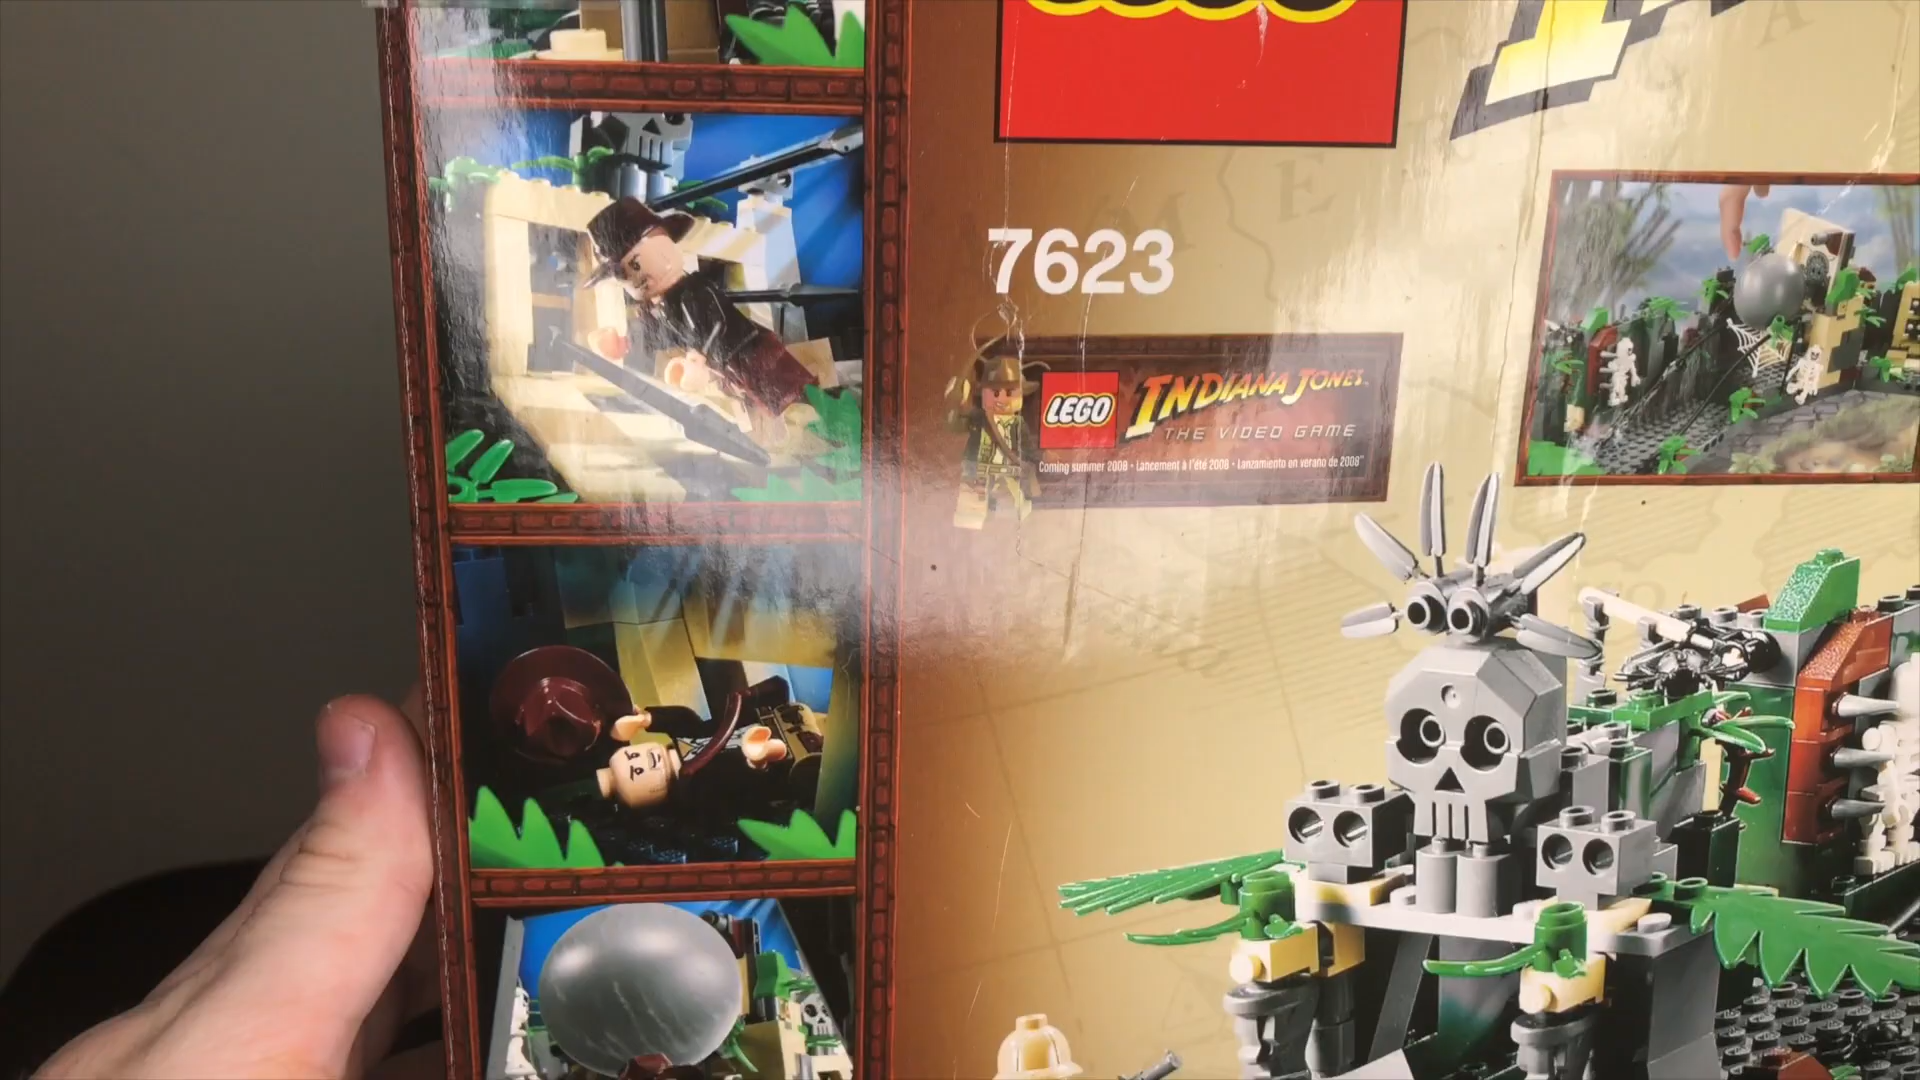 7623
LEGO INDIANA JONES
THE VIDEO GAME
Coming summer 2008 • Lancement à l'été 2008 • Lanzamiento en verano de 2008